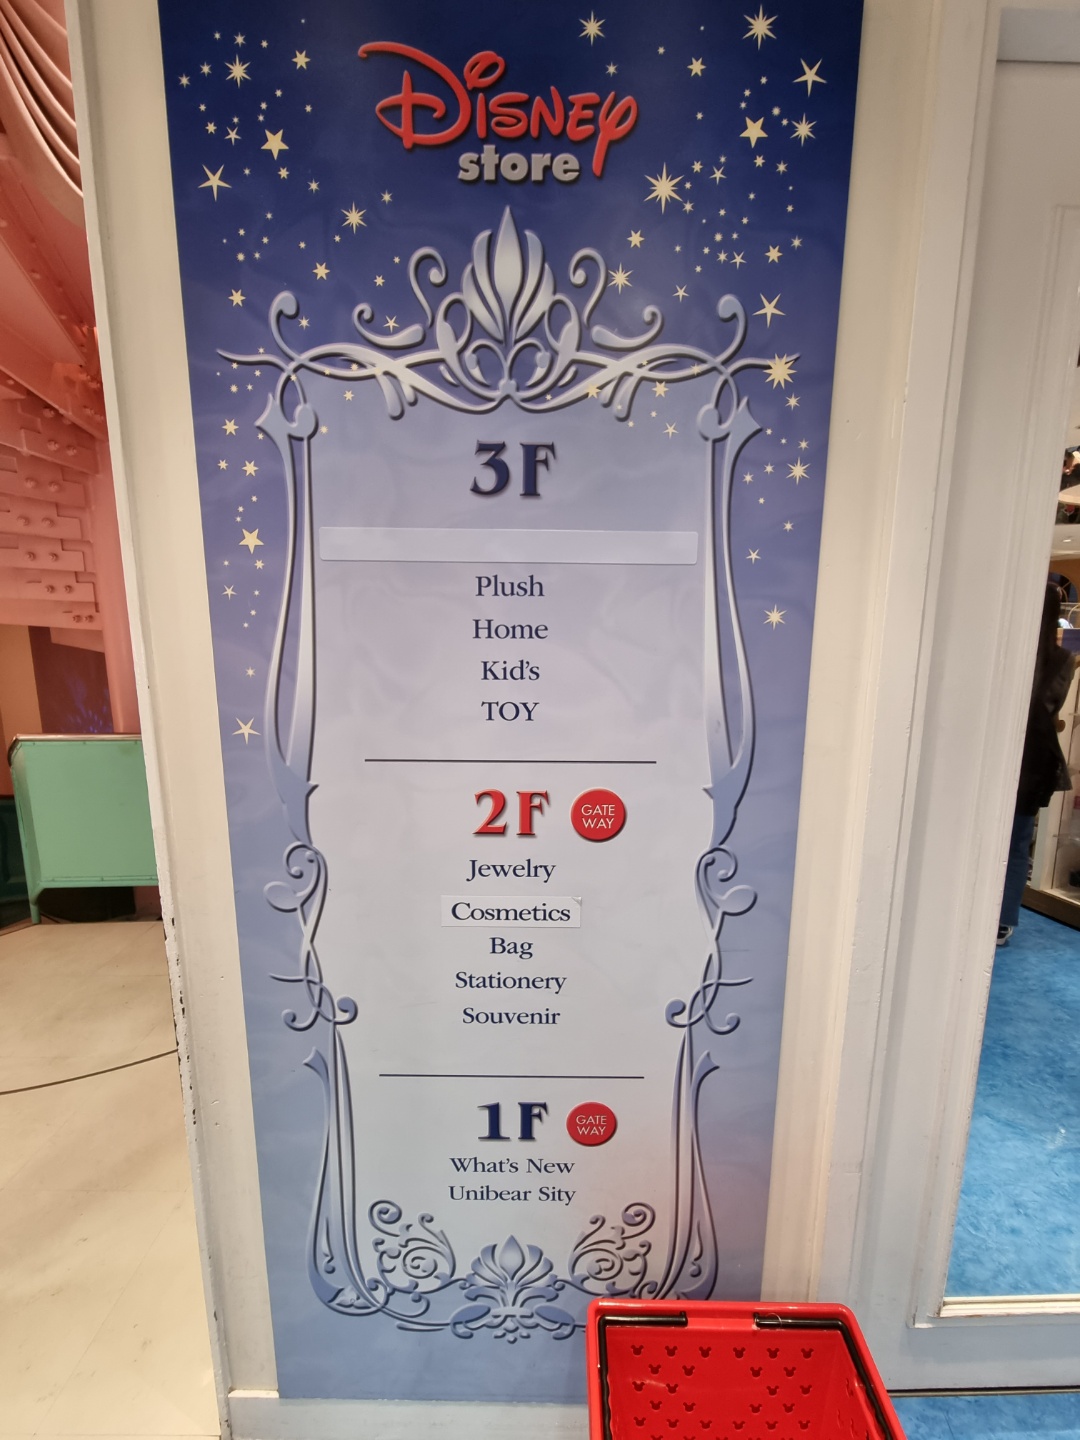 Disney
store
3F
Plush
Home
Kid's
TOY
2F
GATE
WAY
Jewelry
Cosmetics
Bag
Stationery
Souvenir
1F
GATE
WAY
What's New
Unibear Sity